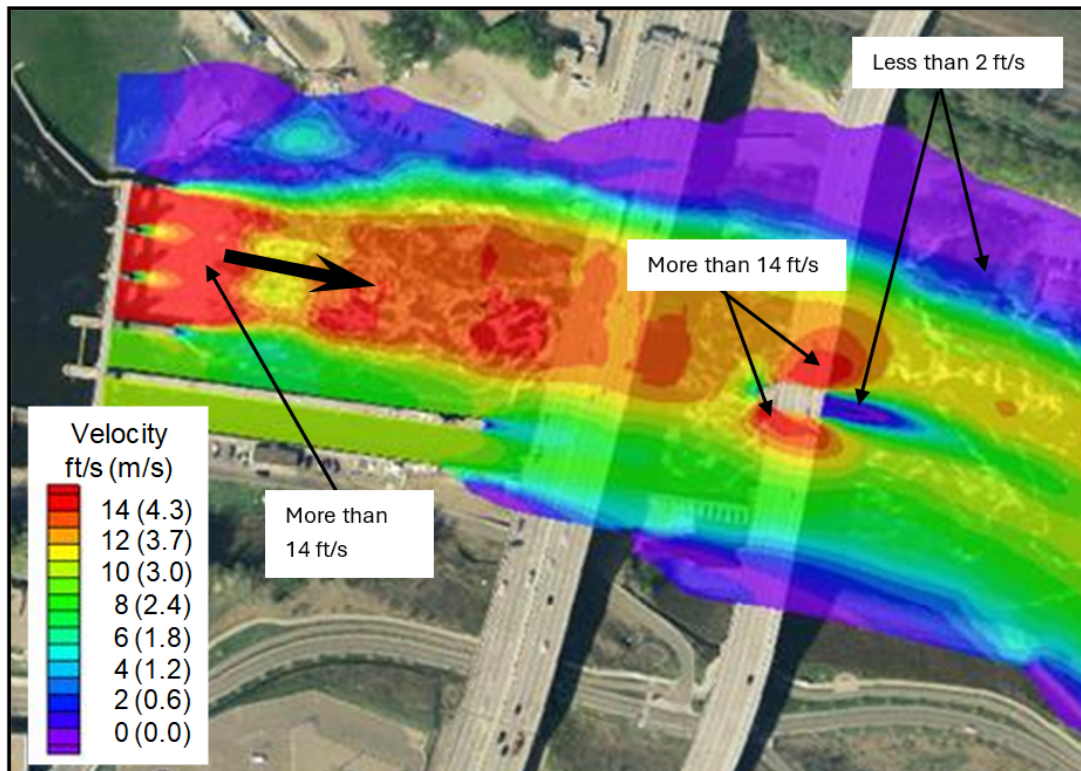 Less than 2 ft/s
More than 14 ft/s
Velocity
ft/s (m/s)
14 (4.3)
12 (3.7)
10 (3.0)
8 (2.4)
6 (1.8)
4 (1.2)
2 (0.6)
0 (0.0)
More than
14 ft/s